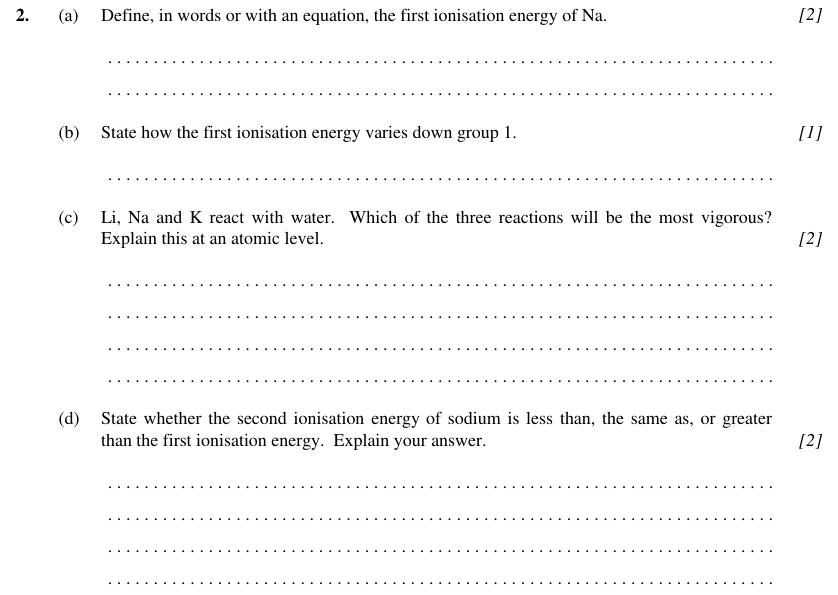 2. (a) Define, in words or with an equation, the first ionisation energy of Na. [2]
. . . . . . . . . . . . . . . . . . . . . . . . . . . . . . . . . . . . . . . . . . . . . . . . . . . . . . . . . . . . . . . . . . . . . . . . . .
. . . . . . . . . . . . . . . . . . . . . . . . . . . . . . . . . . . . . . . . . . . . . . . . . . . . . . . . . . . . . . . . . . . . . . . . . .
(b) State how the first ionisation energy varies down group 1. [1]
. . . . . . . . . . . . . . . . . . . . . . . . . . . . . . . . . . . . . . . . . . . . . . . . . . . . . . . . . . . . . . . . . . . . . . . . . .
(c) Li, Na and K react with water. Which of the three reactions will be the most vigorous?
Explain this at an atomic level. [2]
. . . . . . . . . . . . . . . . . . . . . . . . . . . . . . . . . . . . . . . . . . . . . . . . . . . . . . . . . . . . . . . . . . . . . . . . . .
. . . . . . . . . . . . . . . . . . . . . . . . . . . . . . . . . . . . . . . . . . . . . . . . . . . . . . . . . . . . . . . . . . . . . . . . . .
. . . . . . . . . . . . . . . . . . . . . . . . . . . . . . . . . . . . . . . . . . . . . . . . . . . . . . . . . . . . . . . . . . . . . . . . . .
. . . . . . . . . . . . . . . . . . . . . . . . . . . . . . . . . . . . . . . . . . . . . . . . . . . . . . . . . . . . . . . . . . . . . . . . . .
(d) State whether the second ionisation energy of sodium is less than, the same as, or greater
than the first ionisation energy. Explain your answer. [2]
. . . . . . . . . . . . . . . . . . . . . . . . . . . . . . . . . . . . . . . . . . . . . . . . . . . . . . . . . . . . . . . . . . . . . . . . . .
. . . . . . . . . . . . . . . . . . . . . . . . . . . . . . . . . . . . . . . . . . . . . . . . . . . . . . . . . . . . . . . . . . . . . . . . . .
. . . . . . . . . . . . . . . . . . . . . . . . . . . . . . . . . . . . . . . . . . . . . . . . . . . . . . . . . . . . . . . . . . . . . . . . . .
. . . . . . . . . . . . . . . . . . . . . . . . . . . . . . . . . . . . . . . . . . . . . . . . . . . . . . . . . . . . . . . . . . . . . . . . . .